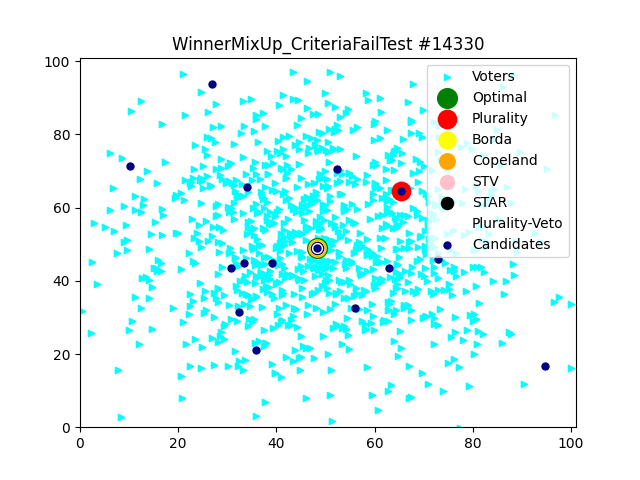 WinnerMixUp_CriteriaFailTest #14330
100
80
60
40
20
0
0
20
40
60
80
100
Voters
Optimal
Plurality
Borda
Copeland
STV
STAR
Plurality-Veto
Candidates